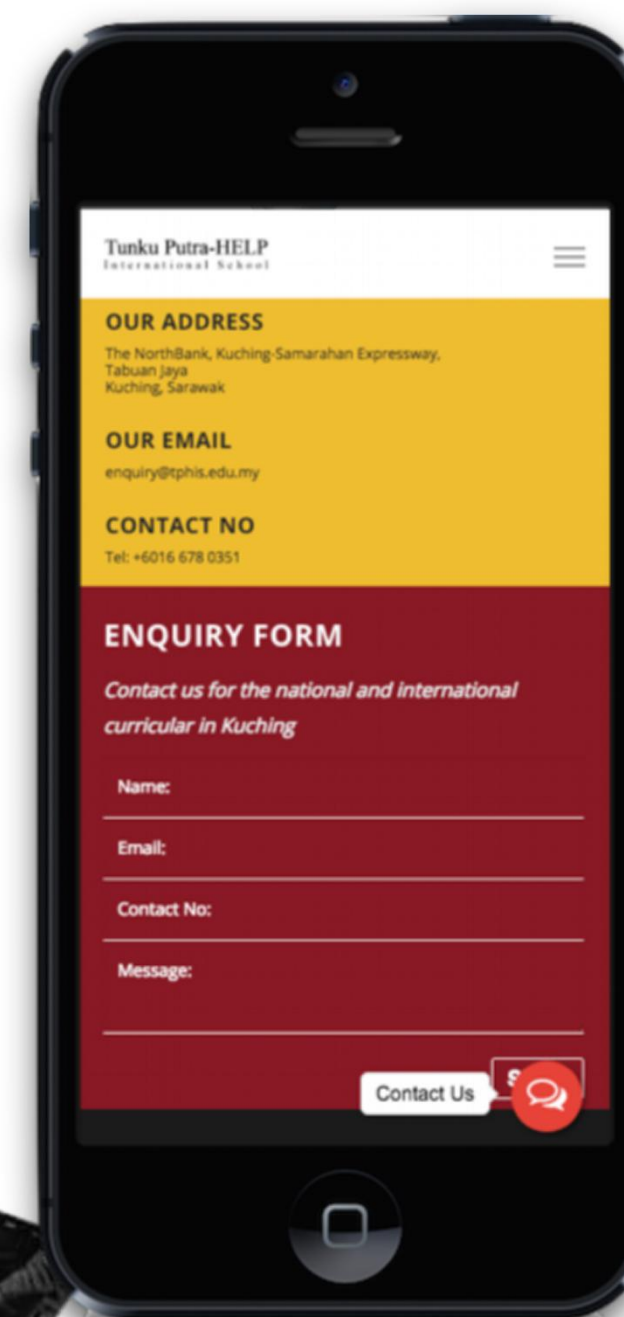 Tunku Putra-HELP
International School
OUR ADDRESS
The NorthBank, Kuching-Samarahan Expressway,
Tabuan Jaya
Kuching, Sarawak
OUR EMAIL
enquiry@tphis.edu.my
CONTACT NO
Tel: +6016 678 0351
ENQUIRY FORM
Contact us for the national and international
curricular in Kuching
Name:
Email:
Contact No:
Message:
Contact Us